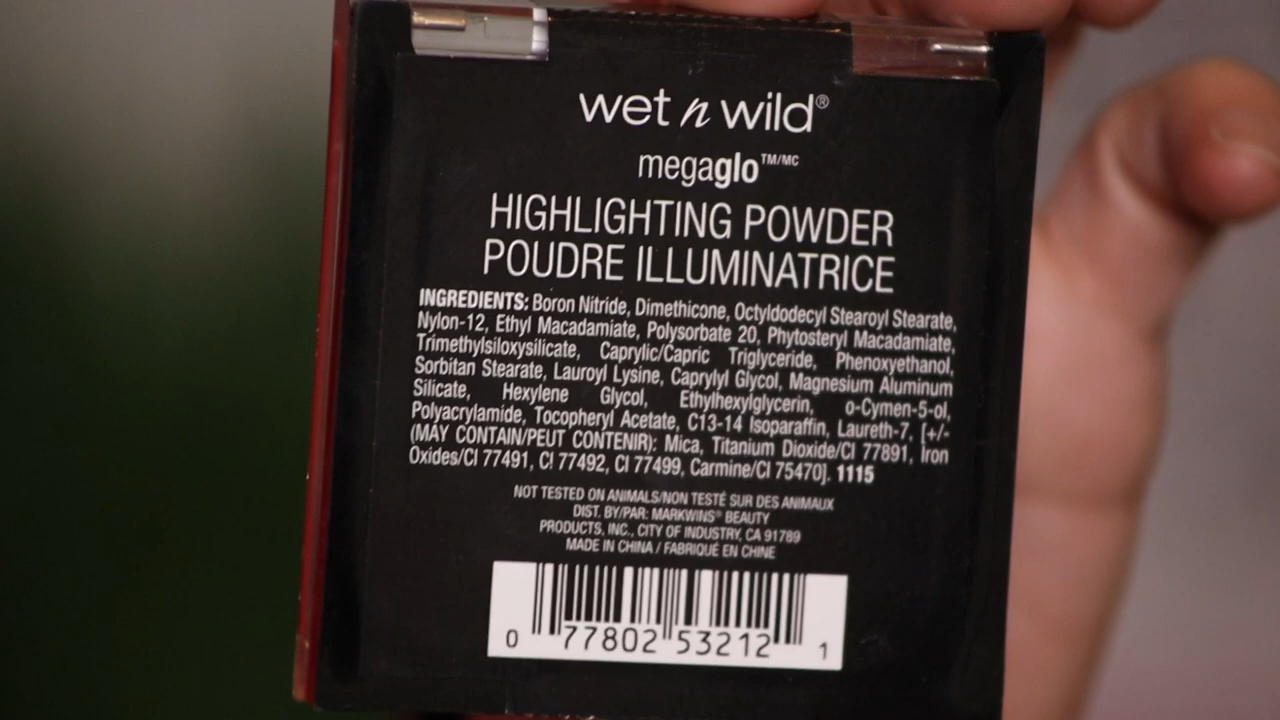 wet n wild®
megaglo™/MC
HIGHLIGHTING POWDER
POUDRE ILLUMINATRICE
INGREDIENTS: Boron Nitride, Dimethicone, Octyldodecyl Stearoyl Stearate,
Nylon-12, Ethyl Macadamiate, Polysorbate 20, Phytosteryl Macadamiate,
Trimethylsiloxysilicate, Caprylic/Capric Triglyceride, Phenoxyethanol,
Sorbitan Stearate, Lauroyl Lysine, Caprylyl Glycol, Magnesium Aluminum
Silicate, Hexylene Glycol, Ethylhexylglycerin, o-Cymen-5-ol,
Polyacrylamide, Tocopheryl Acetate, C13-14 Isoparaffin, Laureth-7, [+/-
(MAY CONTAIN/PEUT CONTENIR): Mica, Titanium Dioxide/CI 77891, Iron
Oxides/CI 77491, CI 77492, CI 77499, Carmine/CI 75470]. 1115
NOT TESTED ON ANIMALS/NON TESTÉ SUR DES ANIMAUX
DIST. BY/PAR: MARKWINS® BEAUTY
PRODUCTS, INC., CITY OF INDUSTRY, CA 91789
MADE IN CHINA / FABRIQUÉ EN CHINE
0 77802 53212 1